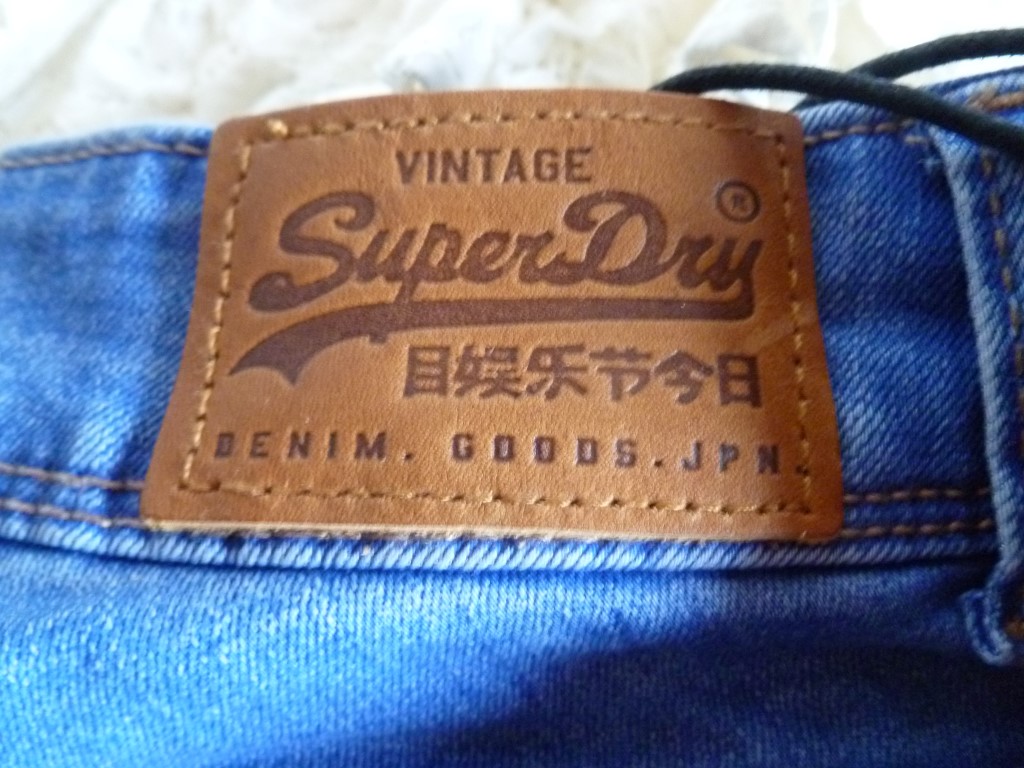 VINTAGE
SuperDry ®
目娱乐节今日
DENIM. GOODS. JPN.